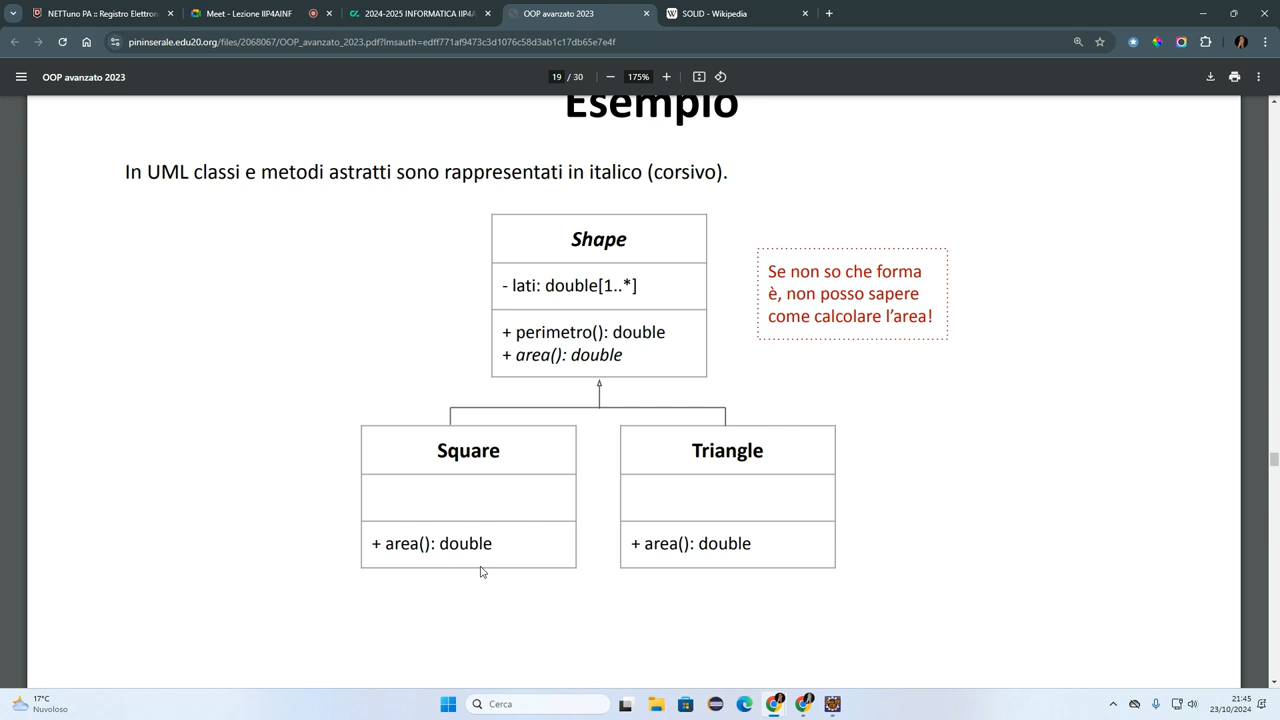 NETTuno PA : Registro Elettron
Meet - Lezione IIP4AINF
2024-2025 INFORMATICA IIP4A
OOP avanzato 2023
SOLID - Wikipedia
pininserale.edu20.org/files/2068067/OOP_avanzato_2023.pdf?lmsauth=edff771af9473c3d1076c58d3ab1c17db65e7e4f
OOP avanzato 2023
19 / 30
175%
Esempio
In UML classi e metodi astratti sono rappresentati in italico (corsivo).
Shape
- lati: double[1..*]
+ perimetro(): double
+ area(): double
Se non so che forma
è, non posso sapere
come calcolare l'area!
Square
+ area(): double
Triangle
+ area(): double
17°C
Nuvoloso
Cerca
21:45
23/10/2024